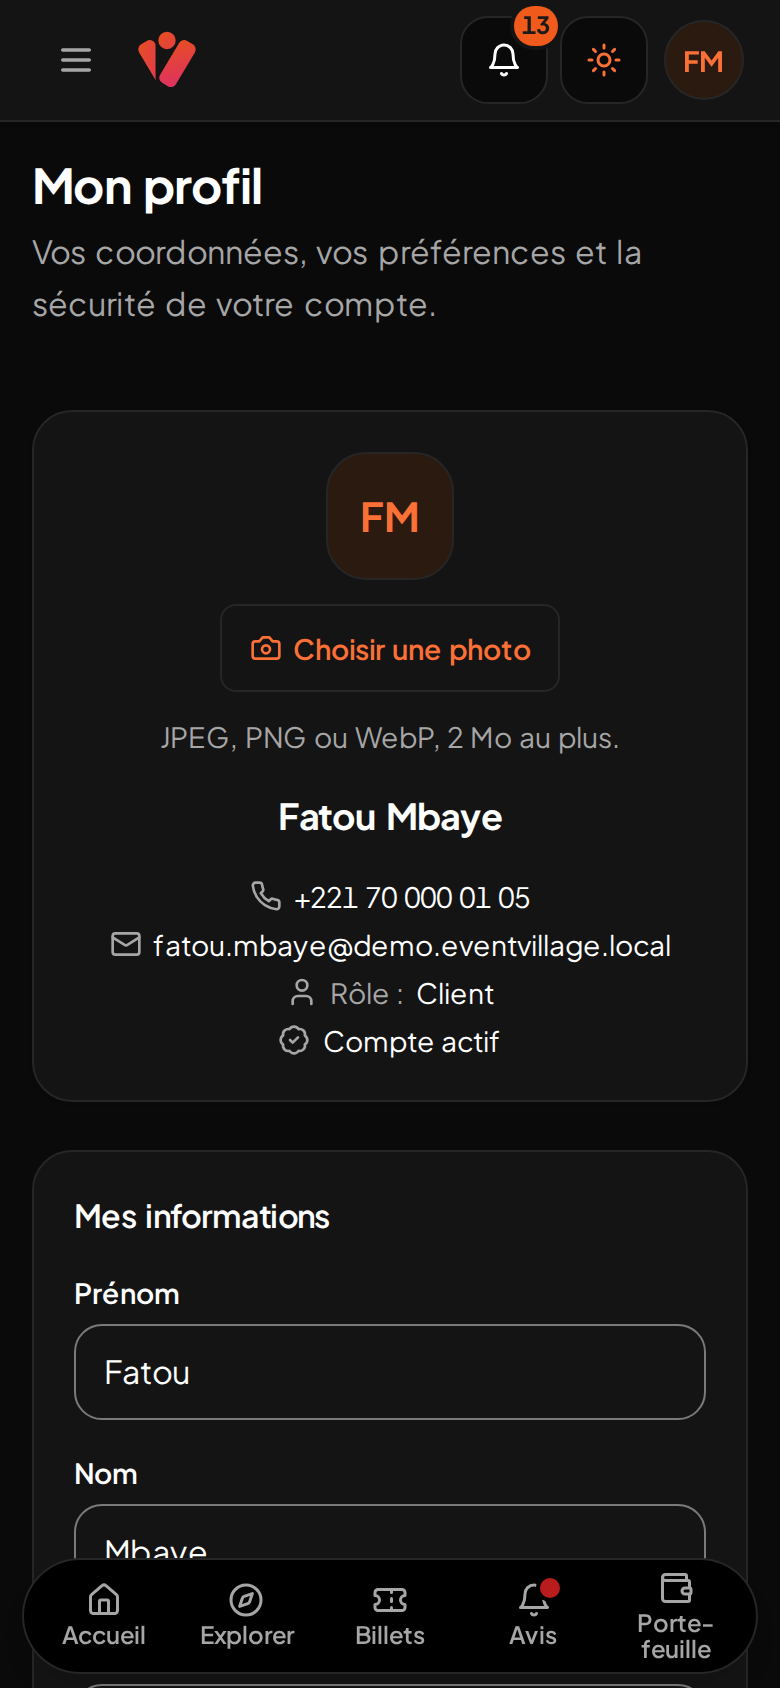 13
FM
Mon profil
Vos coordonnées, vos préférences et la
sécurité de votre compte.
FM
Choisir une photo
JPEG, PNG ou WebP, 2 Mo au plus.
Fatou Mbaye
+221 70 000 01 05
fatou.mbaye@demo.eventvillage.local
Rôle : Client
Compte actif
Mes informations
Prénom
Fatou
Nom
Mbaye
Accueil
Explorer
Billets
Avis
Porte-
feuille